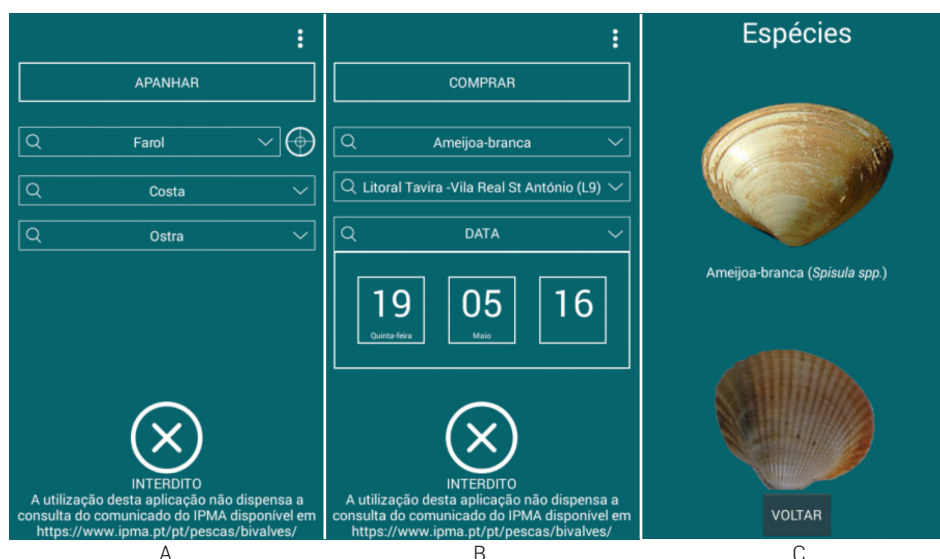 APANHAR
Farol
Costa
Ostra
INTERDITO
A utilização desta aplicação não dispensa a
consulta do comunicado do IPMA disponível em
https://www.ipma.pt/pt/pescas/bivalves/
A
COMPRAR
Ameijoa-branca
Litoral Tavira -Vila Real St António (L9)
DATA
19 05 16
Quinta-feira Maio
INTERDITO
A utilização desta aplicação não dispensa a
consulta do comunicado do IPMA disponível em
https://www.ipma.pt/pt/pescas/bivalves/
B
Espécies
Ameijoa-branca (Spisula spp.)
VOLTAR
C